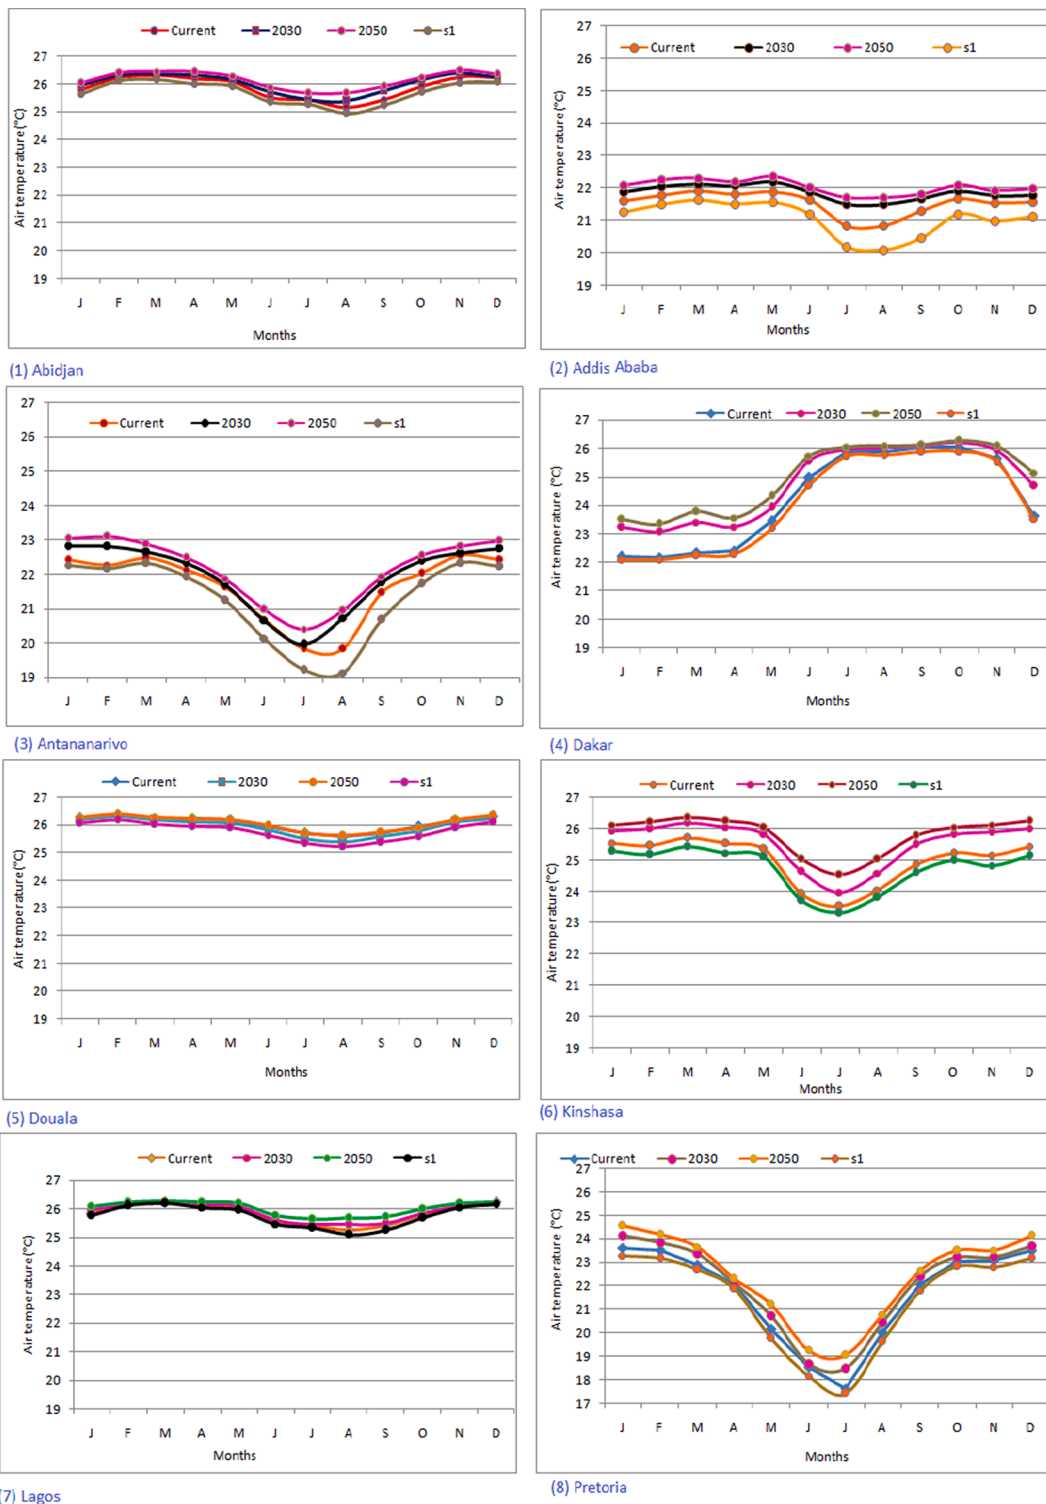 Current 2030 2050 s1
27
26
25
24
23
22
21
20
19
Air temperature (°C)
J F M A M J J A S O N D
Months
(1) Abidjan
Current 2030 2050 s1
27
26
25
24
23
22
21
20
19
Air temperature (°C)
J F M A M J J A S O N D
Months
(2) Addis Ababa
Current 2030 2050 s1
27
26
25
24
23
22
21
20
19
Air temperature (°C)
J F M A M J J A S O N D
Months
(3) Antananarivo
Current 2030 2050 s1
27
26
25
24
23
22
21
20
19
Air temperature (°C)
J F M A M J J A S O N D
Months
(4) Dakar
Current 2030 2050 s1
27
26
25
24
23
22
21
20
19
Air temperature (°C)
J F M A M J J A S O N D
Months
(5) Douala
Current 2030 2050 s1
27
26
25
24
23
22
21
20
19
Air temperature (°C)
J F M A M J J A S O N D
Months
(6) Kinshasa
Current 2030 2050 s1
27
26
25
24
23
22
21
20
19
Air temperature (°C)
J F M A M J J A S O N D
Months
(7) Lagos
Current 2030 2050 s1
27
26
25
24
23
22
21
20
19
18
17
Air temperature (°C)
J F M A M J J A S O N D
Months
(8) Pretoria